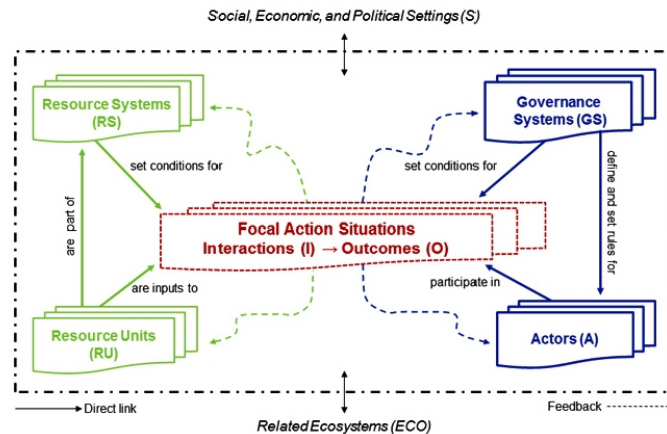 Social, Economic, and Political Settings (S)
Resource Systems
(RS)
Governance
Systems (GS)
set conditions for
set conditions for
are part of
define and set rules for
Focal Action Situations
Interactions (I) → Outcomes (O)
are inputs to
participate in
Resource Units
(RU)
Actors (A)
Direct link
Feedback
Related Ecosystems (ECO)